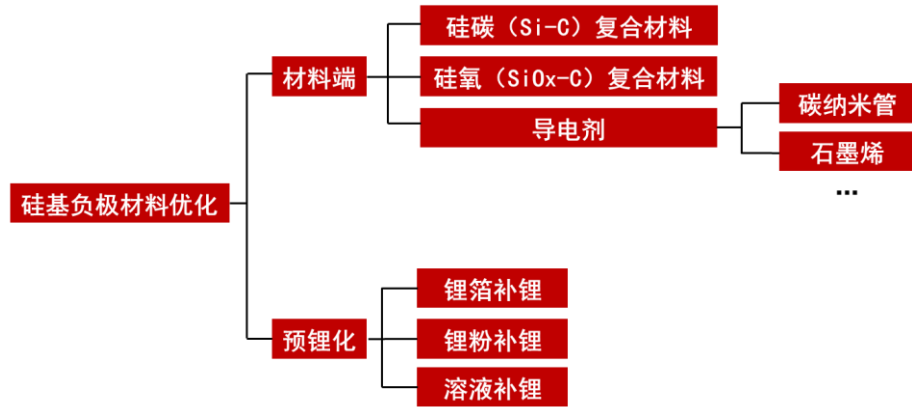 硅碳（Si-C）复合材料
材料端
硅氧（SiOx-C）复合材料
碳纳米管
导电剂
石墨烯
...
硅基负极材料优化
锂箔补锂
预锂化
锂粉补锂
溶液补锂